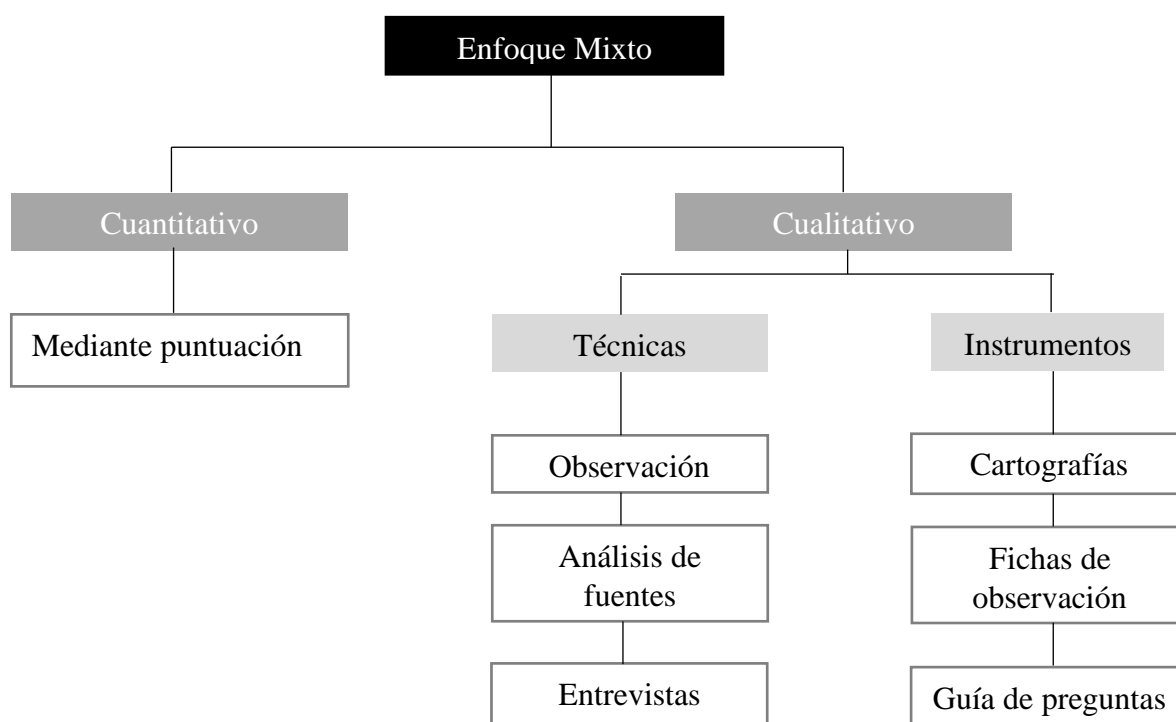 Enfoque Mixto
Cuantitativo
Cualitativo
Mediante puntuación
Técnicas
Instrumentos
Observación
Cartografías
Análisis de
fuentes
Fichas de
observación
Entrevistas
Guía de preguntas